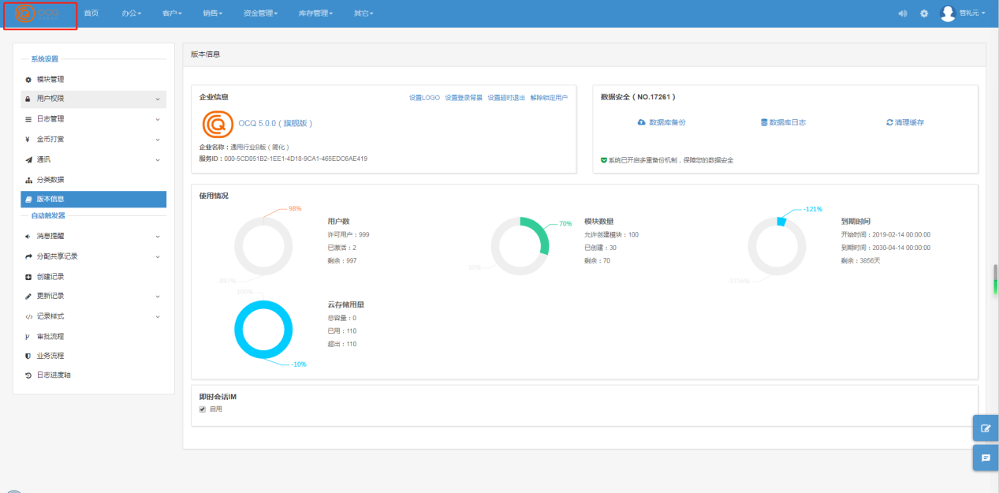 OCQ
首页 办公 客户 销售 资金管理 库存管理 其它 管礼元
系统设置
模块管理
用户权限
日志管理
金币打赏
通讯
分类数据
版本信息
自动触发器
消息提醒
分配共享记录
创建记录
更新记录
记录样式
审批流程
业务流程
日志进度轴
版本信息
企业信息 设置LOGO 设置登录背景 设置超时退出 解除锁定用户
OCQ 5.0.0 ( 旗舰版 )
企业名称：通用行业B版（简化）
服务ID：000-5CD051B2-1EE1-4D18-9CA1-465EDC6AE419
数据安全 ( NO.17261 )
数据库备份 数据库日志 清理缓存
系统已开启多重备份机制，保障您的数据安全
使用情况
98%
-897%
用户数
许可用户：999
已激活：2
剩余：997
70%
30%
模块数量
允许创建模块：100
已创建：30
剩余：70
-121%
-3756%
到期时间
开始时间：2019-02-14 00:00:00
到期时间：2030-04-14 00:00:00
剩余：3856天
100%
-10%
云存储用量
总容量：0
已用：110
超出：110
即时会话IM
启用